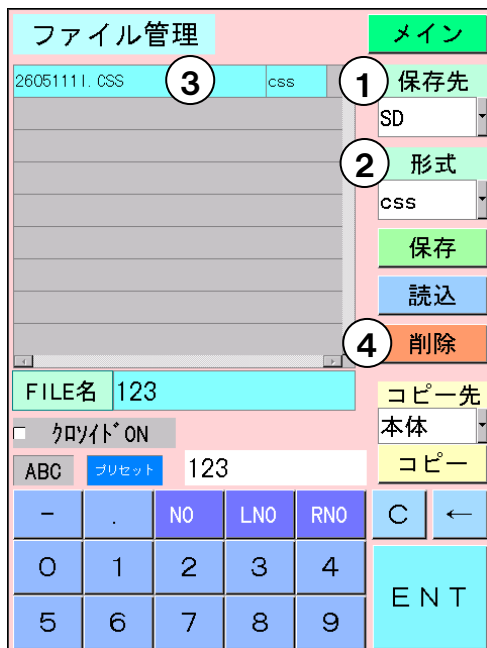 ファイル管理
メイン
26051111.CSS
css
③
①
保存先
SD
②
形式
css
保存
読込
④
削除
FILE名
123
コピー先
本体
コピー
クロソイド ON
ABC
プリセット
123
-
.
NO
LNO
RNO
C
←
0
1
2
3
4
ENT
5
6
7
8
9